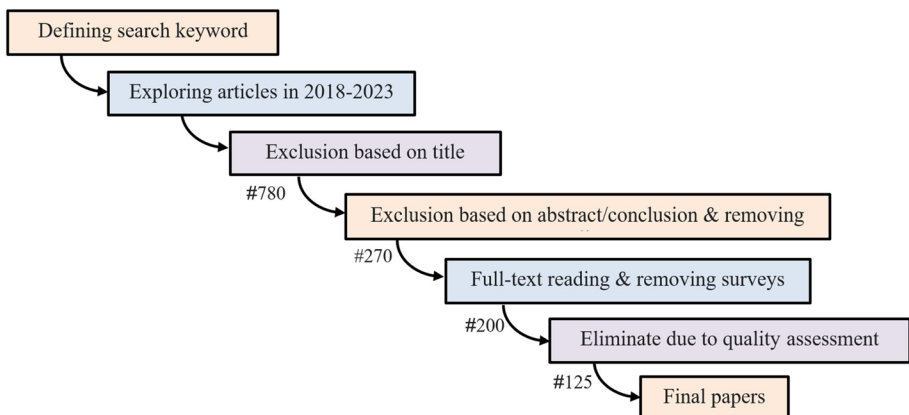 Defining search keyword
Exploring articles in 2018-2023
Exclusion based on title
#780
Exclusion based on abstract/conclusion & removing
#270
Full-text reading & removing surveys
#200
Eliminate due to quality assessment
#125
Final papers